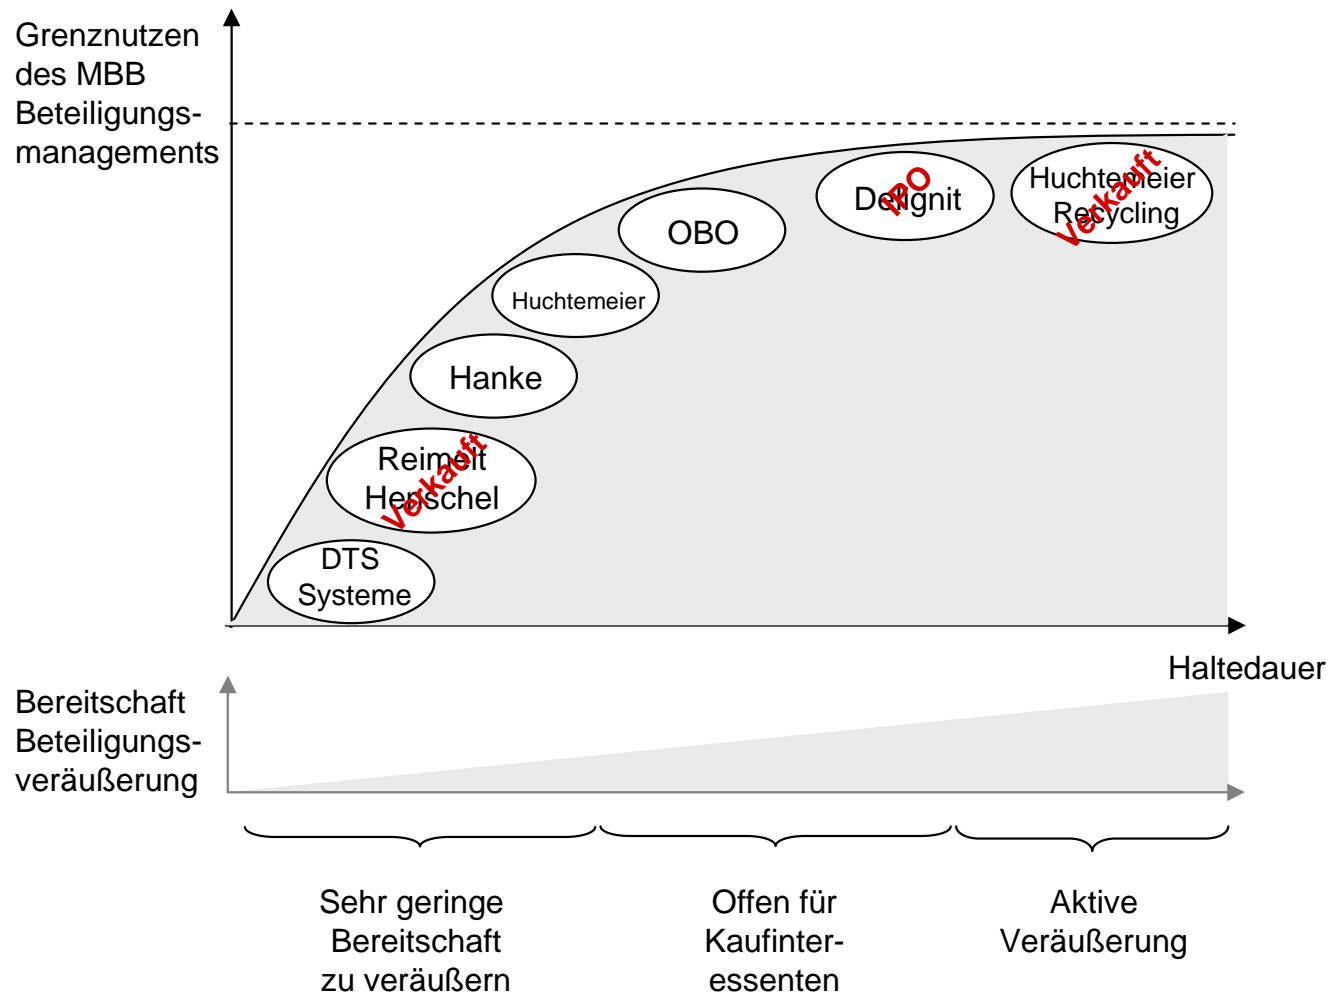 Grenznutzen
des MBB
Beteiligungs-
managements
Delignit
IPO
Huchtemeier
Recycling
Verkauft
OBO
Huchtemeier
Hanke
Reimelt
Henschel
Verkauft
DTS
Systeme
Haltedauer
Bereitschaft
Beteiligungs-
veräußerung
Sehr geringe
Bereitschaft
zu veräußern
Offen für
Kaufinter-
essenten
Aktive
Veräußerung